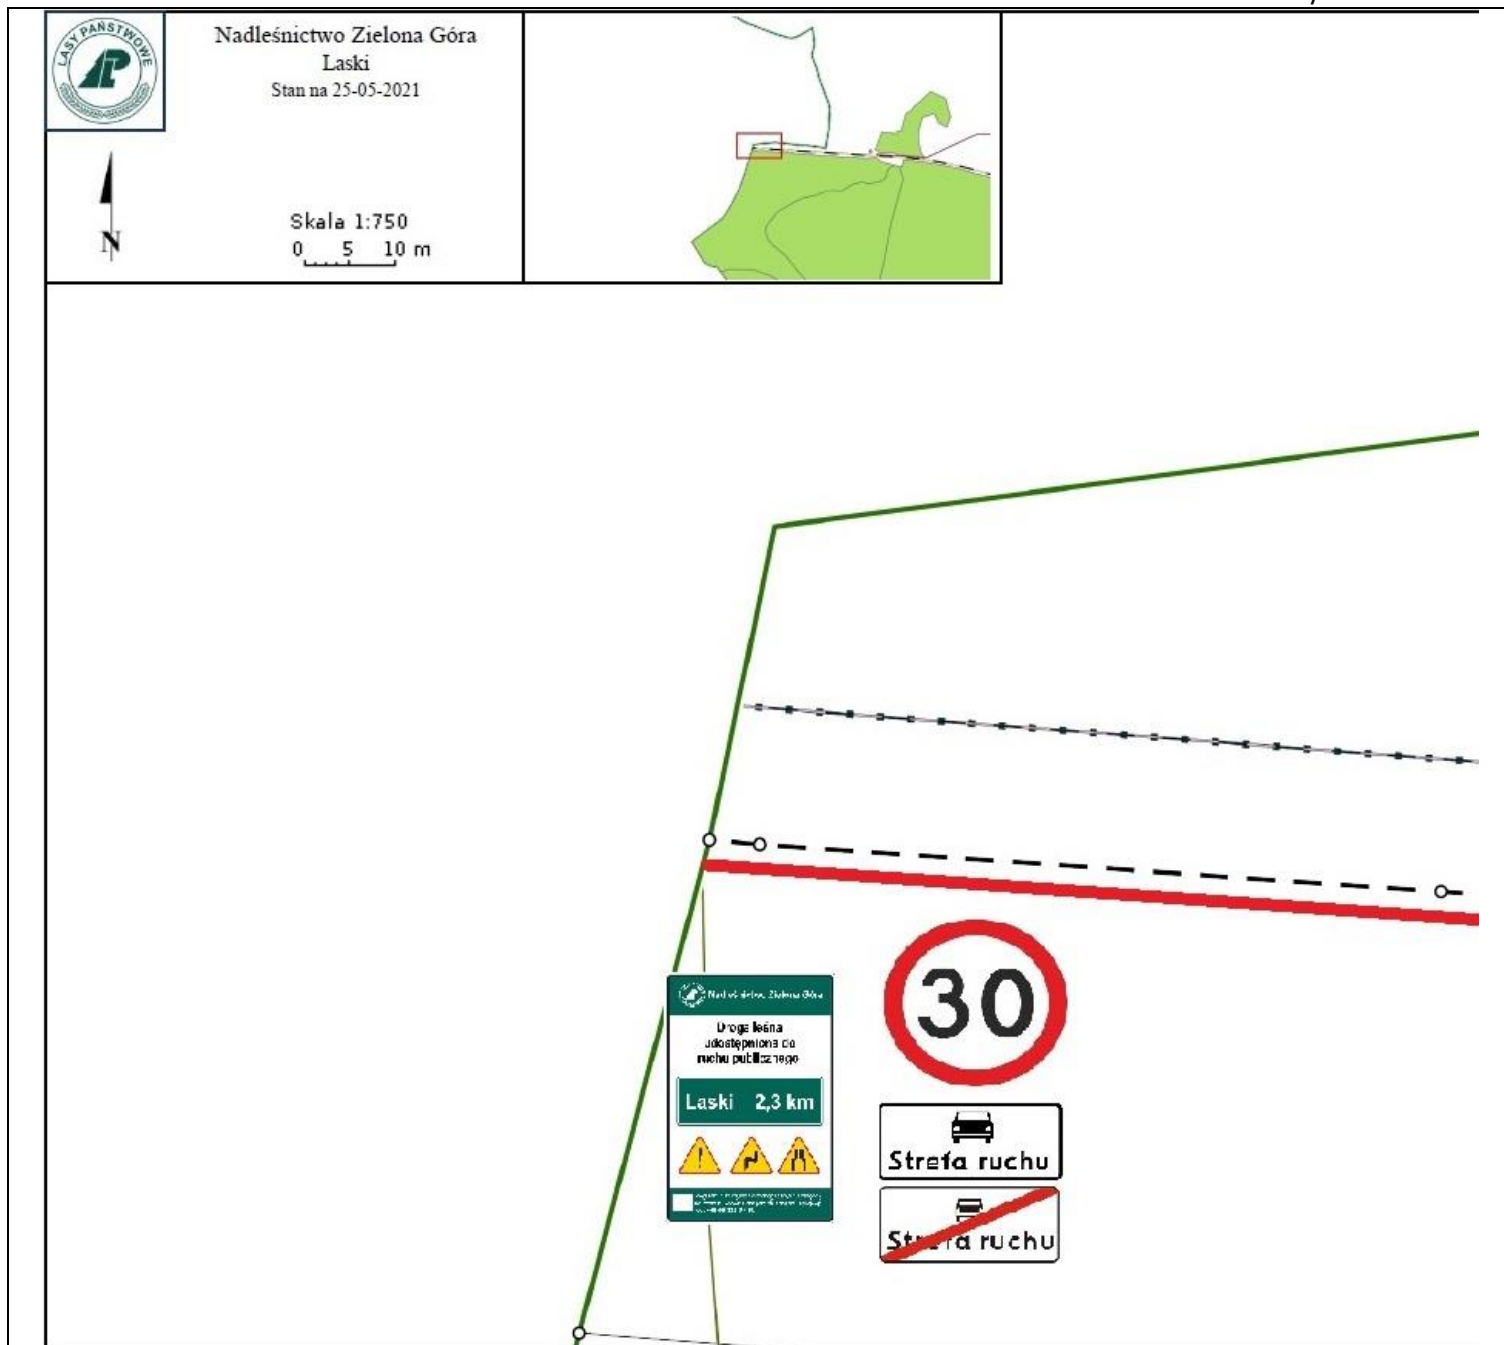 LASY PAŃSTWOWE
Nadleśnictwo Zielona Góra
Laski
Stan na 25-05-2021
N
Skala 1:750
0 5 10 m
Nadleśnictwo Zielona Góra
Droga leśna
udostępniona do
ruchu publicznego
Laski 2,3 km
30
Strefa ruchu
Strefa ruchu